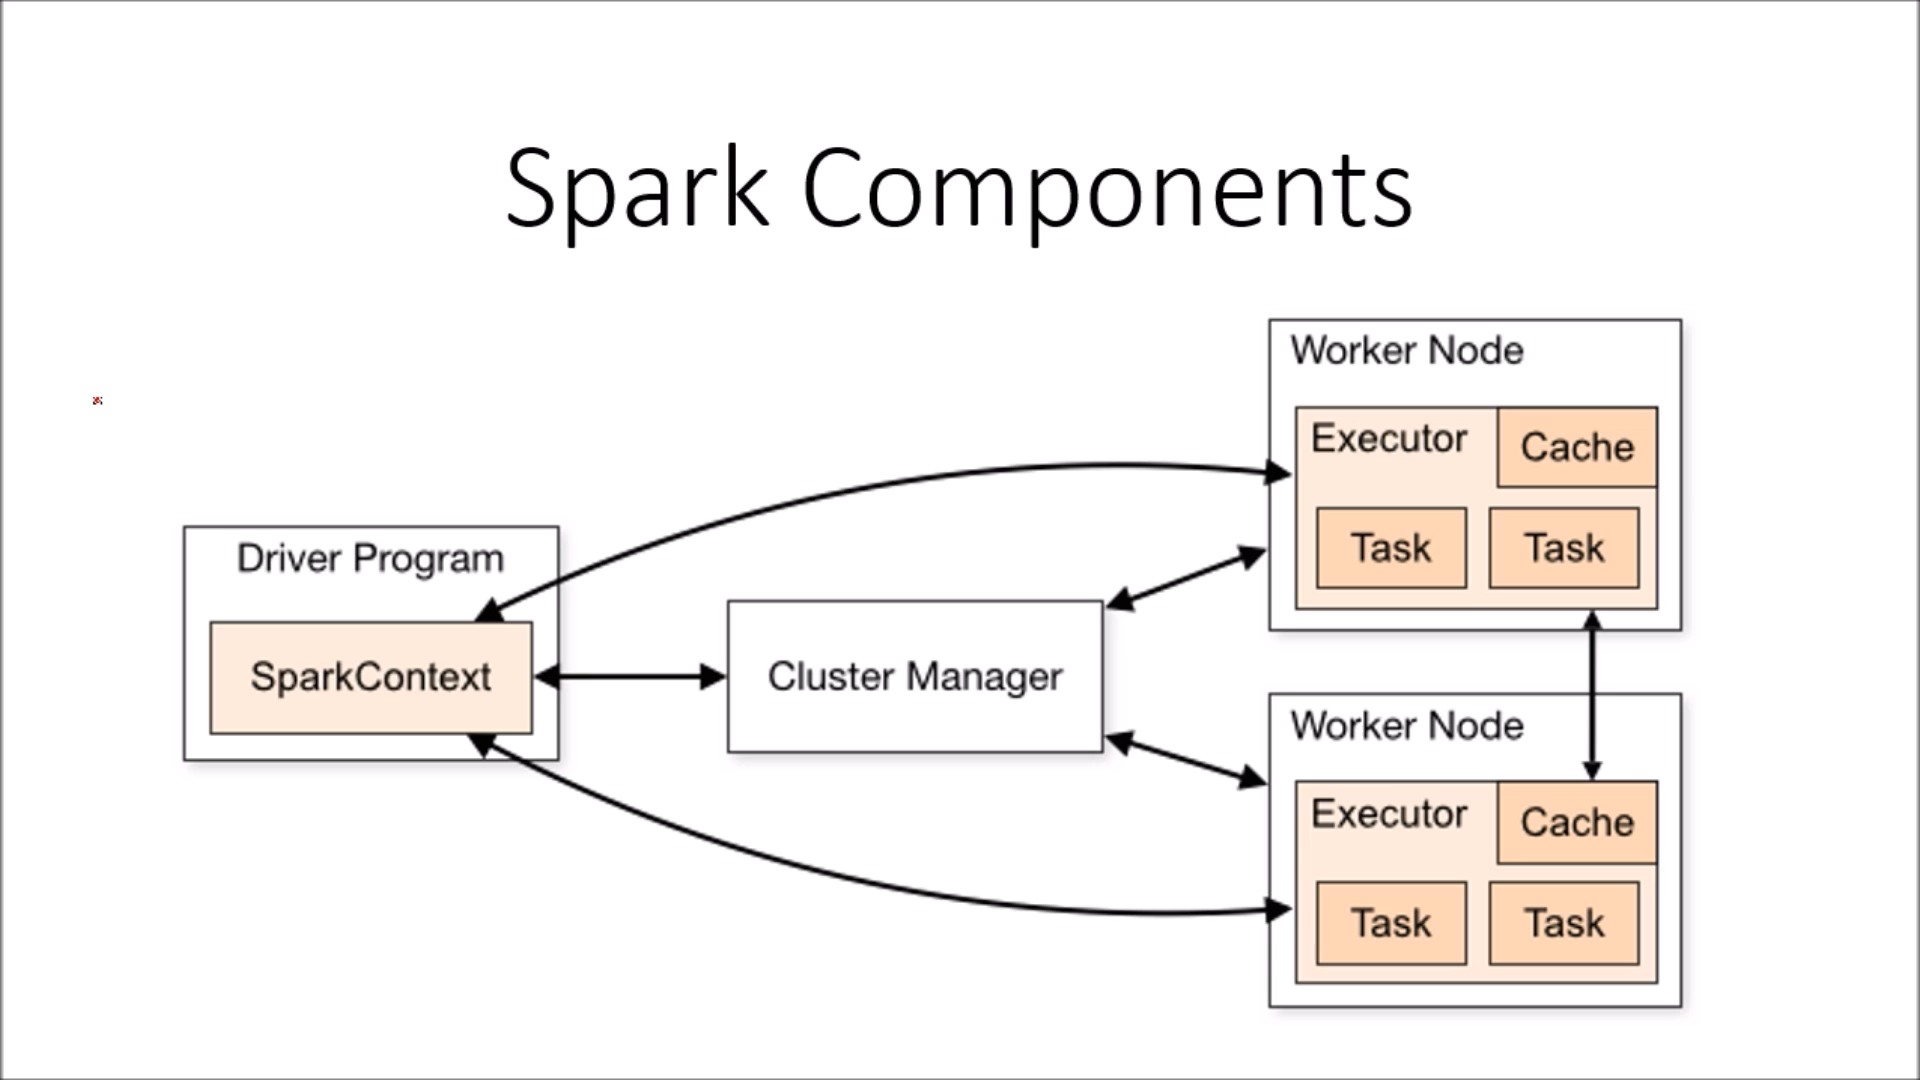 Spark Components
Driver Program
SparkContext
Cluster Manager
Worker Node
Executor
Cache
Task
Task
Worker Node
Executor
Cache
Task
Task